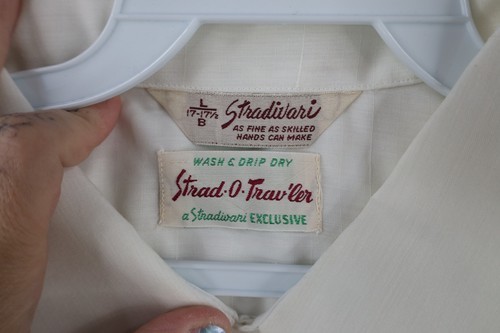 L
17-17½
B
Stradivari
AS FINE AS SKILLED
HANDS CAN MAKE
WASH & DRIP DRY
Strad·O·Trav'ler
a Stradivari EXCLUSIVE